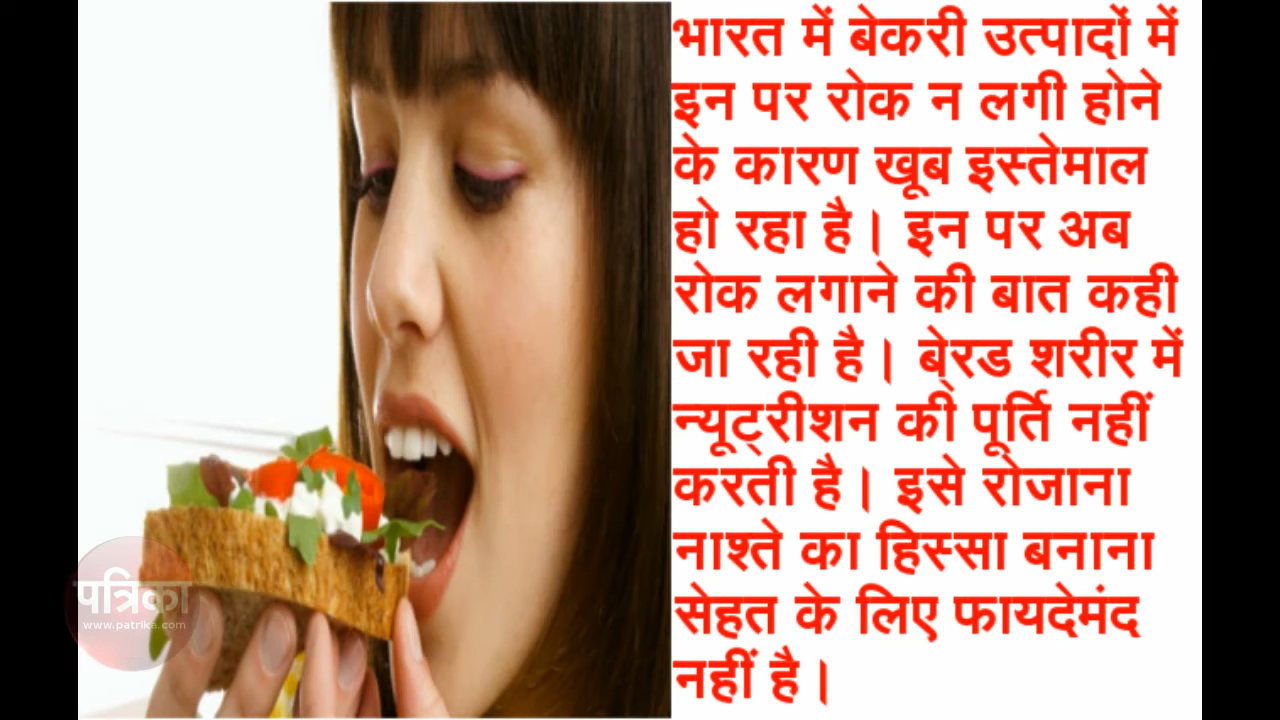 भारत में बेकरी उत्पादों में
इन पर रोक न लगी होने
के कारण खूब इस्तेमाल
हो रहा है। इन पर अब
रोक लगाने की बात कही
जा रही है। बे्रड शरीर में
न्यूट्रीशन की पूर्ति नहीं
करती है। इसे रोजाना
नाश्ते का हिस्सा बनाना
सेहत के लिए फायदेमंद
नहीं है।
पत्रिका
www.patrika.com